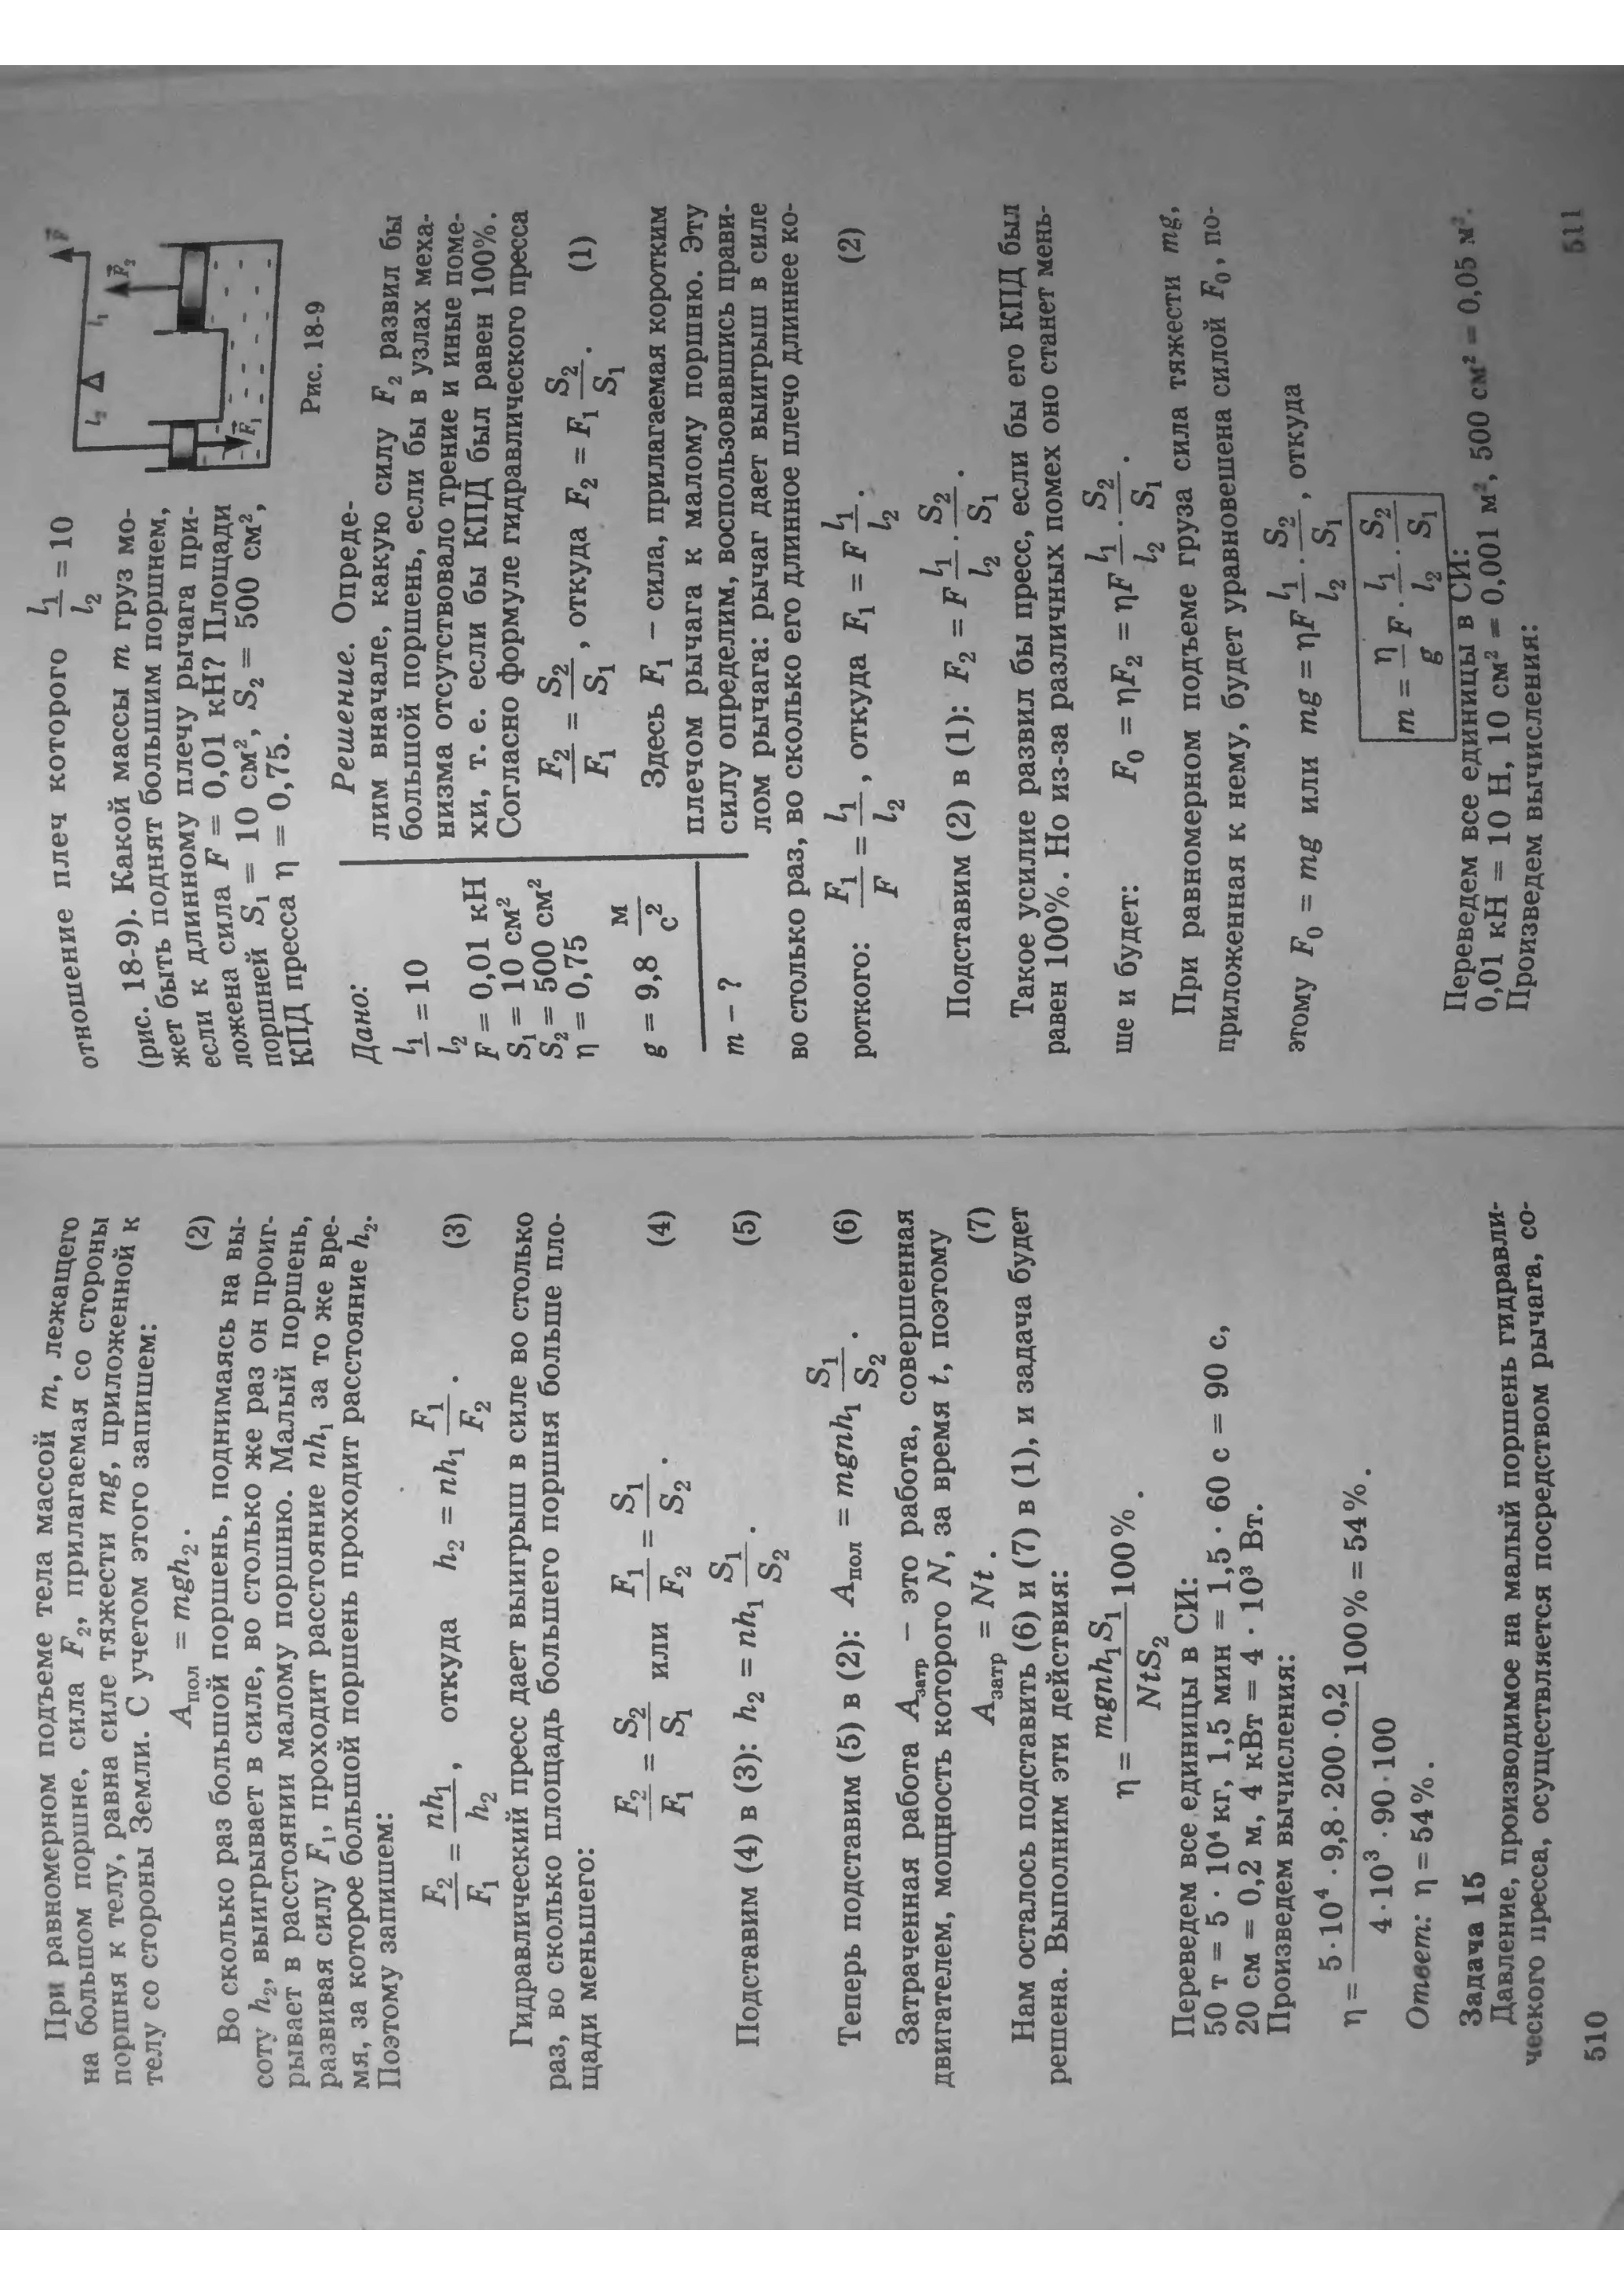 При равномерном подъеме тела массой m, лежащего
на большом поршне, сила F₂, прилагаемая со стороны
поршня к телу, равна силе тяжести mg, приложенной к
телу со стороны Земли. С учетом этого запишем:
Aпол = mgh₂. (2)
Во сколько раз большой поршень, поднимаясь на вы-
соту h₂, выигрывает в силе, во столько же раз он проиг-
рывает в расстоянии малому поршню. Малый поршень,
развивая силу F₁, проходит расстояние nh₁ за то же вре-
мя, за которое большой поршень проходит расстояние h₂.
Поэтому запишем:
F₂/F₁ = nh₁/h₂, откуда h₂ = nh₁ F₁/F₂. (3)
Гидравлический пресс дает выигрыш в силе во столько
раз, во сколько площадь большего поршня больше пло-
щади меньшего:
F₂/F₁ = S₂/S₁ или F₁/F₂ = S₁/S₂. (4)
Подставим (4) в (3): h₂ = nh₁ S₁/S₂. (5)
Теперь подставим (5) в (2): Aпол = mgnh₁ S₁/S₂. (6)
Затраченная работа Aзатр – это работа, совершенная
двигателем, мощность которого N, за время t, поэтому
Aзатр = Nt. (7)
Нам осталось подставить (6) и (7) в (1), и задача будет
решена. Выполним эти действия:
η = mgnh₁S₁/NtS₂ 100%.
Переведем все единицы в СИ:
50 т = 5 · 10⁴ кг, 1,5 мин = 1,5 · 60 с = 90 с,
20 см = 0,2 м, 4 кВт = 4 · 10³ Вт.
Произведем вычисления:
η = 5·10⁴·9,8·200·0,2/4·10³·90·100 100% = 54%.
Ответ: η = 54%.
Задача 15
Давление, производимое на малый поршень гидравли-
ческого пресса, осуществляется посредством рычага, со-
510
отношение плеч которого l₁/l₂ = 10
(рис. 18-9). Какой массы m груз мо-
жет быть поднят большим поршнем,
если к длинному плечу рычага при-
ложена сила F = 0,01 кН? Площади
поршней S₁ = 10 см², S₂ = 500 см²,
КПД пресса η = 0,75.
l₂ l₁ F
F₁ F₂
Рис. 18-9
Дано:
l₁/l₂ = 10
F = 0,01 кН
S₁ = 10 см²
S₂ = 500 см²
η = 0,75
g = 9,8 м/с²
m – ?
Решение. Опреде-
лим вначале, какую силу F₂ развил бы
большой поршень, если бы в узлах меха-
низма отсутствовало трение и иные поме-
хи, т. е. если бы КПД был равен 100%.
Согласно формуле гидравлического пресса
F₂/F₁ = S₂/S₁, откуда F₂ = F₁ S₂/S₁. (1)
Здесь F₁ – сила, прилагаемая коротким
плечом рычага к малому поршню. Эту
силу определим, воспользовавшись прави-
лом рычага: рычаг дает выигрыш в силе
во столько раз, во сколько его длинное плечо длиннее ко-
роткого: F₁/F = l₁/l₂, откуда F₁ = F l₁/l₂. (2)
Подставим (2) в (1): F₂ = F l₁/l₂ · S₂/S₁.
Такое усилие развил бы пресс, если бы его КПД был
равен 100%. Но из-за различных помех оно станет мень-
ше и будет: F₀ = ηF₂ = ηF l₁/l₂ · S₂/S₁.
При равномерном подъеме груза сила тяжести mg,
приложенная к нему, будет уравновешена силой F₀, по-
этому F₀ = mg или mg = ηF l₁/l₂ · S₂/S₁, откуда
m = η/g F · l₁/l₂ · S₂/S₁
Переведем все единицы в СИ:
0,01 кН = 10 Н, 10 см² = 0,001 м², 500 см² = 0,05 м².
Произведем вычисления:
511